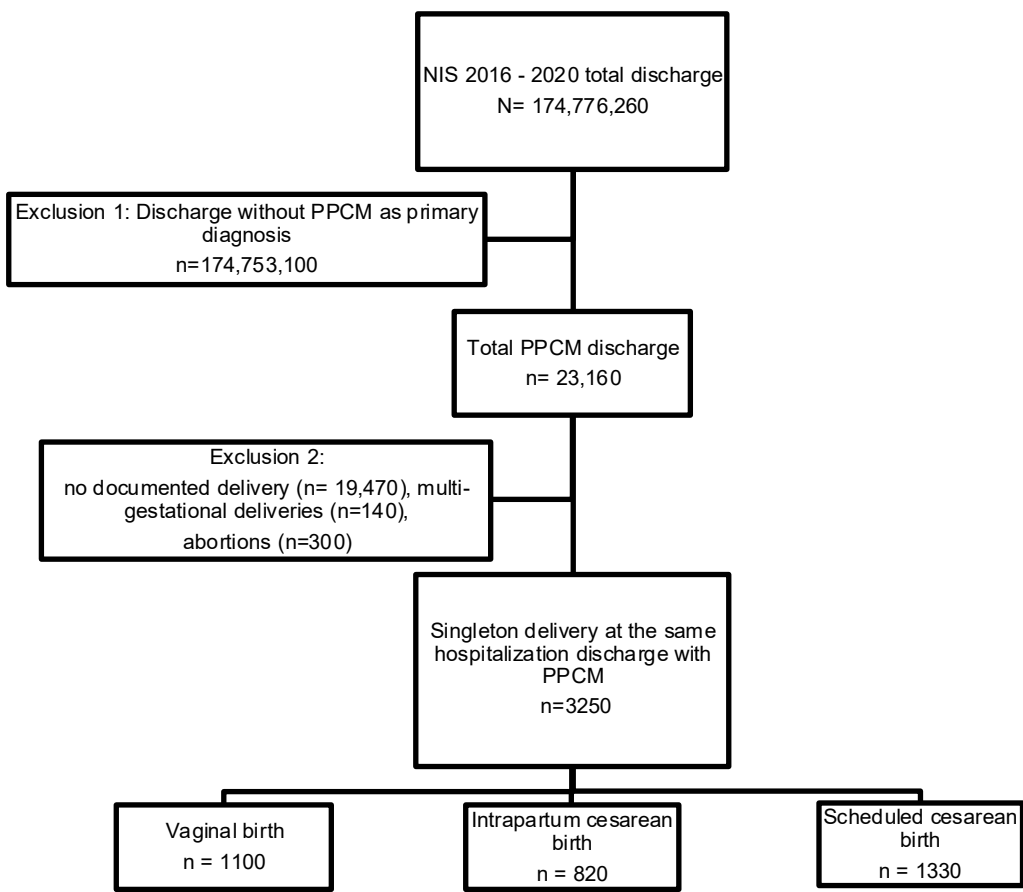 NIS 2016 - 2020 total discharge
N= 174,776,260
Exclusion 1: Discharge without PPCM as primary
diagnosis
n=174,753,100
Total PPCM discharge
n= 23,160
Exclusion 2:
no documented delivery (n= 19,470), multi-
gestational deliveries (n=140),
abortions (n=300)
Singleton delivery at the same
hospitalization discharge with
PPCM
n=3250
Vaginal birth
n = 1100
Intrapartum cesarean
birth
n = 820
Scheduled cesarean
birth
n = 1330